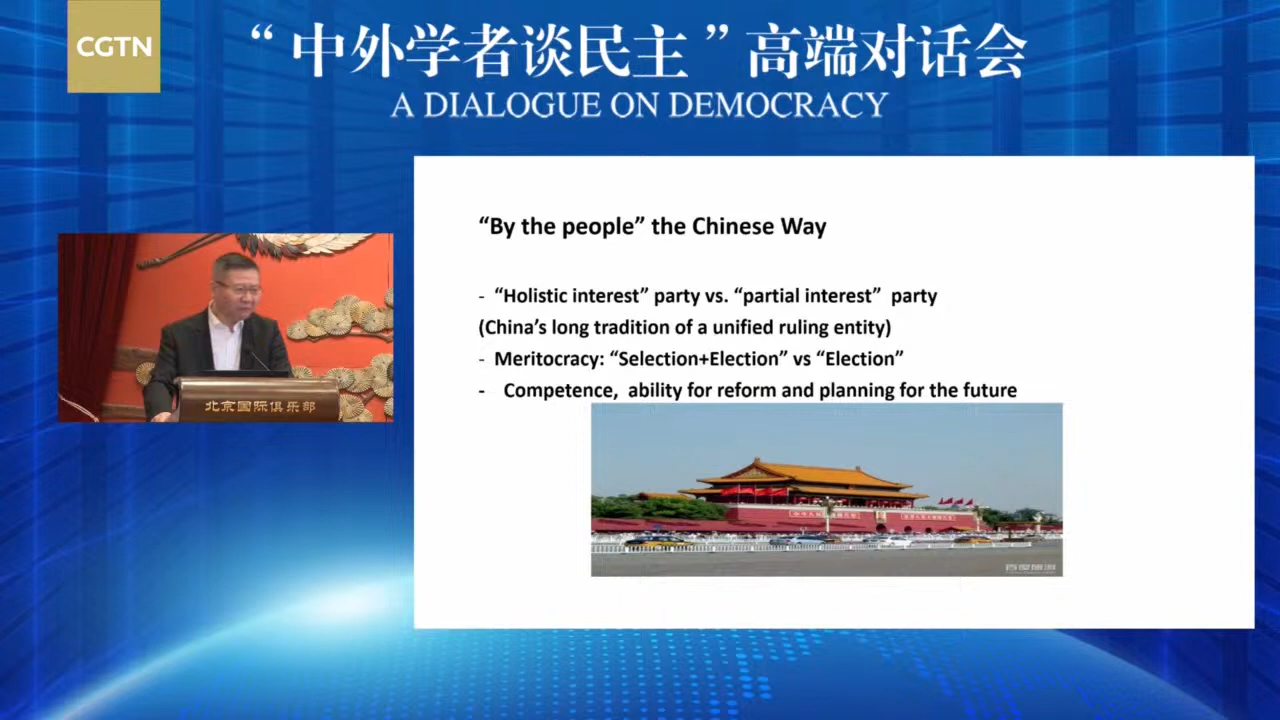 CGTN
“中外学者谈民主”高端对话会
A DIALOGUE ON DEMOCRACY
“By the people” the Chinese Way
- “Holistic interest” party vs. “partial interest” party
(China’s long tradition of a unified ruling entity)
- Meritocracy: “Selection+Election” vs “Election”
- Competence, ability for reform and planning for the future
北京国际俱乐部